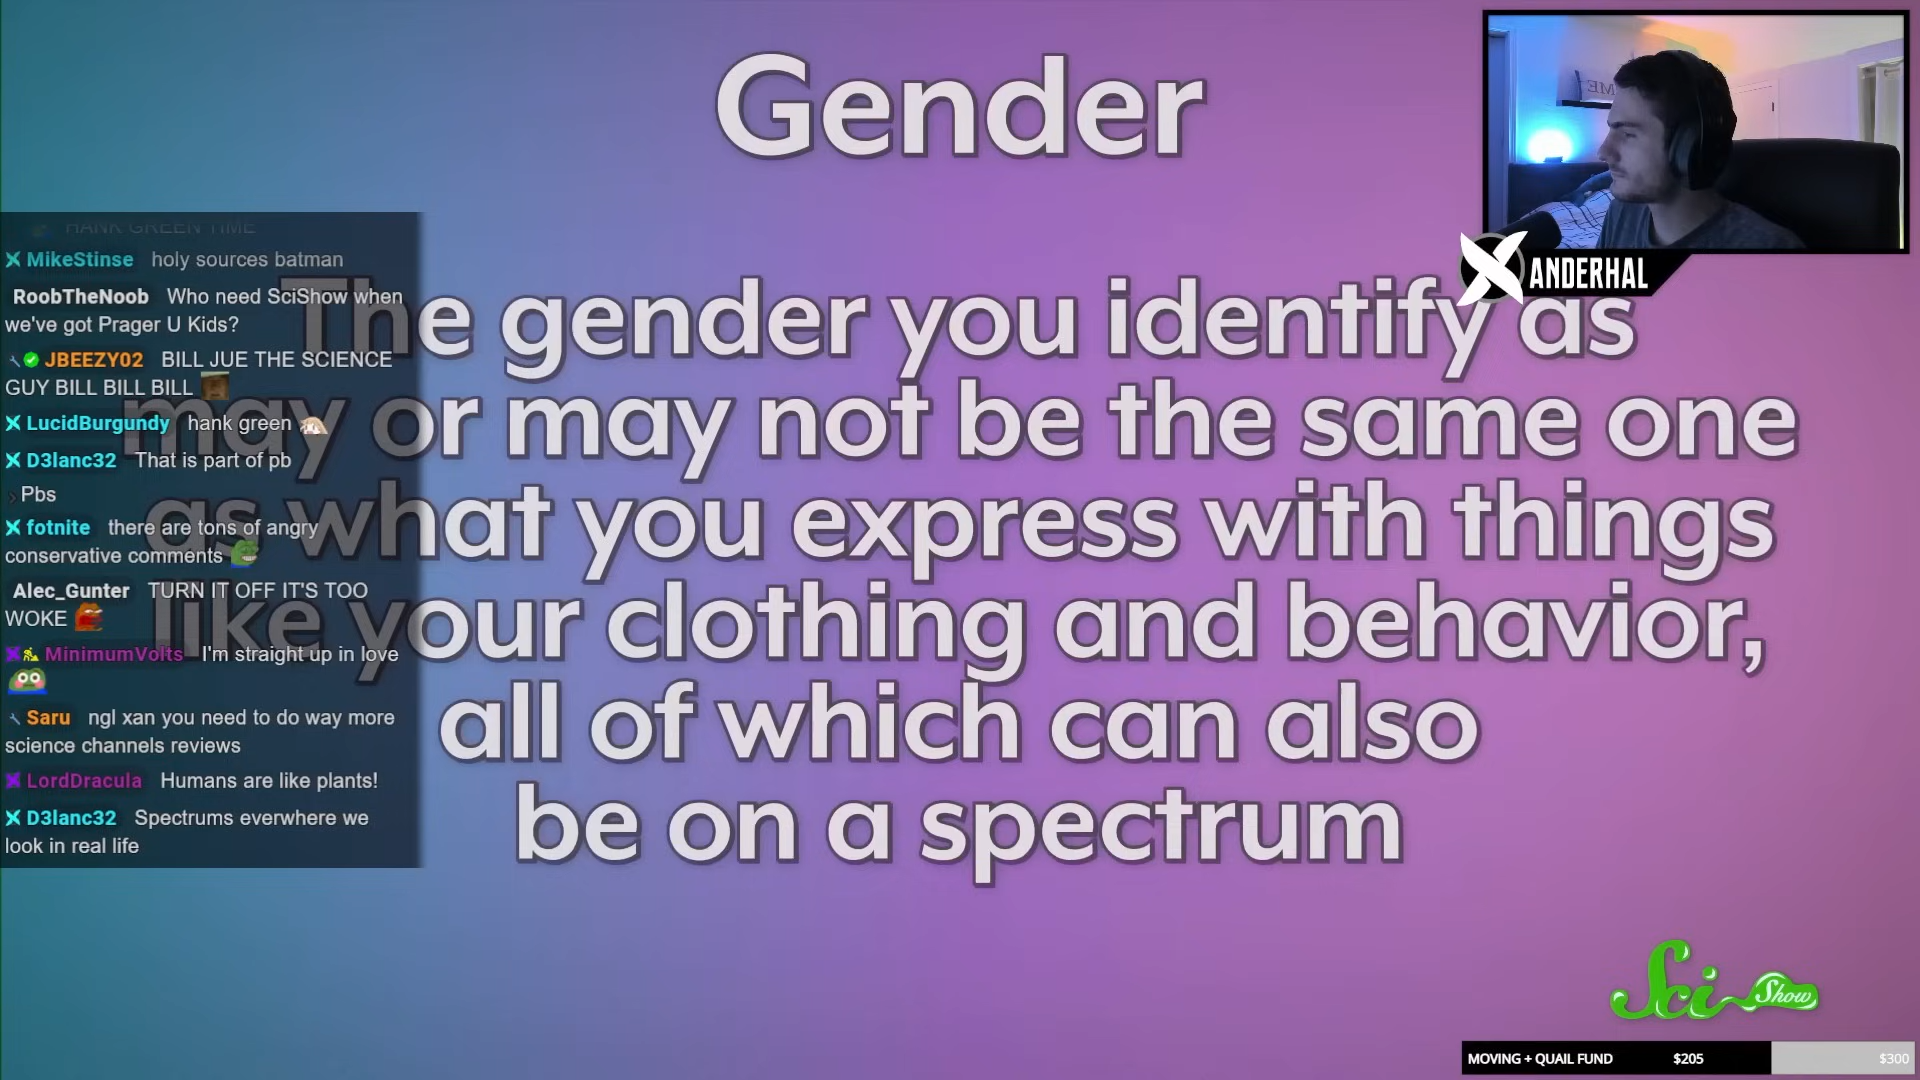 Gender
The gender you identify as
may or may not be the same one
as what you express with things
like your clothing and behavior,
all of which can also
be on a spectrum
HANK GREEN TIME
MikeStinse holy sources batman
RoobTheNoob Who need SciShow when
we've got Prager U Kids?
JBEEZY02 BILL JUE THE SCIENCE
GUY BILL BILL BILL
LucidBurgundy hank green
D3lanc32 That is part of pb
Pbs
fotnite there are tons of angry
conservative comments
Alec_Gunter TURN IT OFF IT'S TOO
WOKE
MinimumVolts I'm straight up in love
Saru ngl xan you need to do way more
science channels reviews
LordDracula Humans are like plants!
D3lanc32 Spectrums everwhere we
look in real life
XANDERHAL
Sci Show
MOVING + QUAIL FUND $205 $300